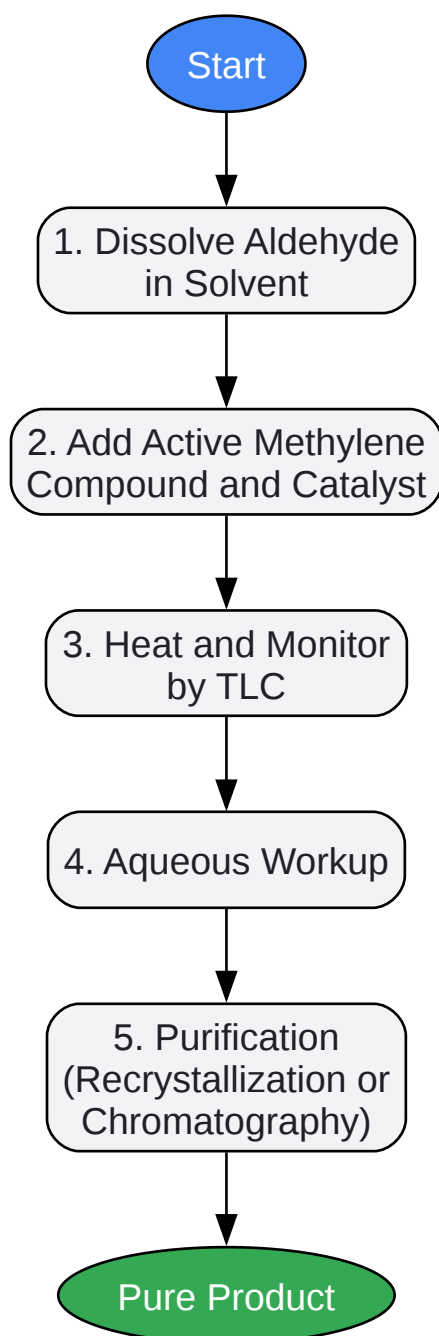 Start
1. Dissolve Aldehyde
in Solvent
2. Add Active Methylene
Compound and Catalyst
3. Heat and Monitor
by TLC
4. Aqueous Workup
5. Purification
(Recrystallization or
Chromatography)
Pure Product